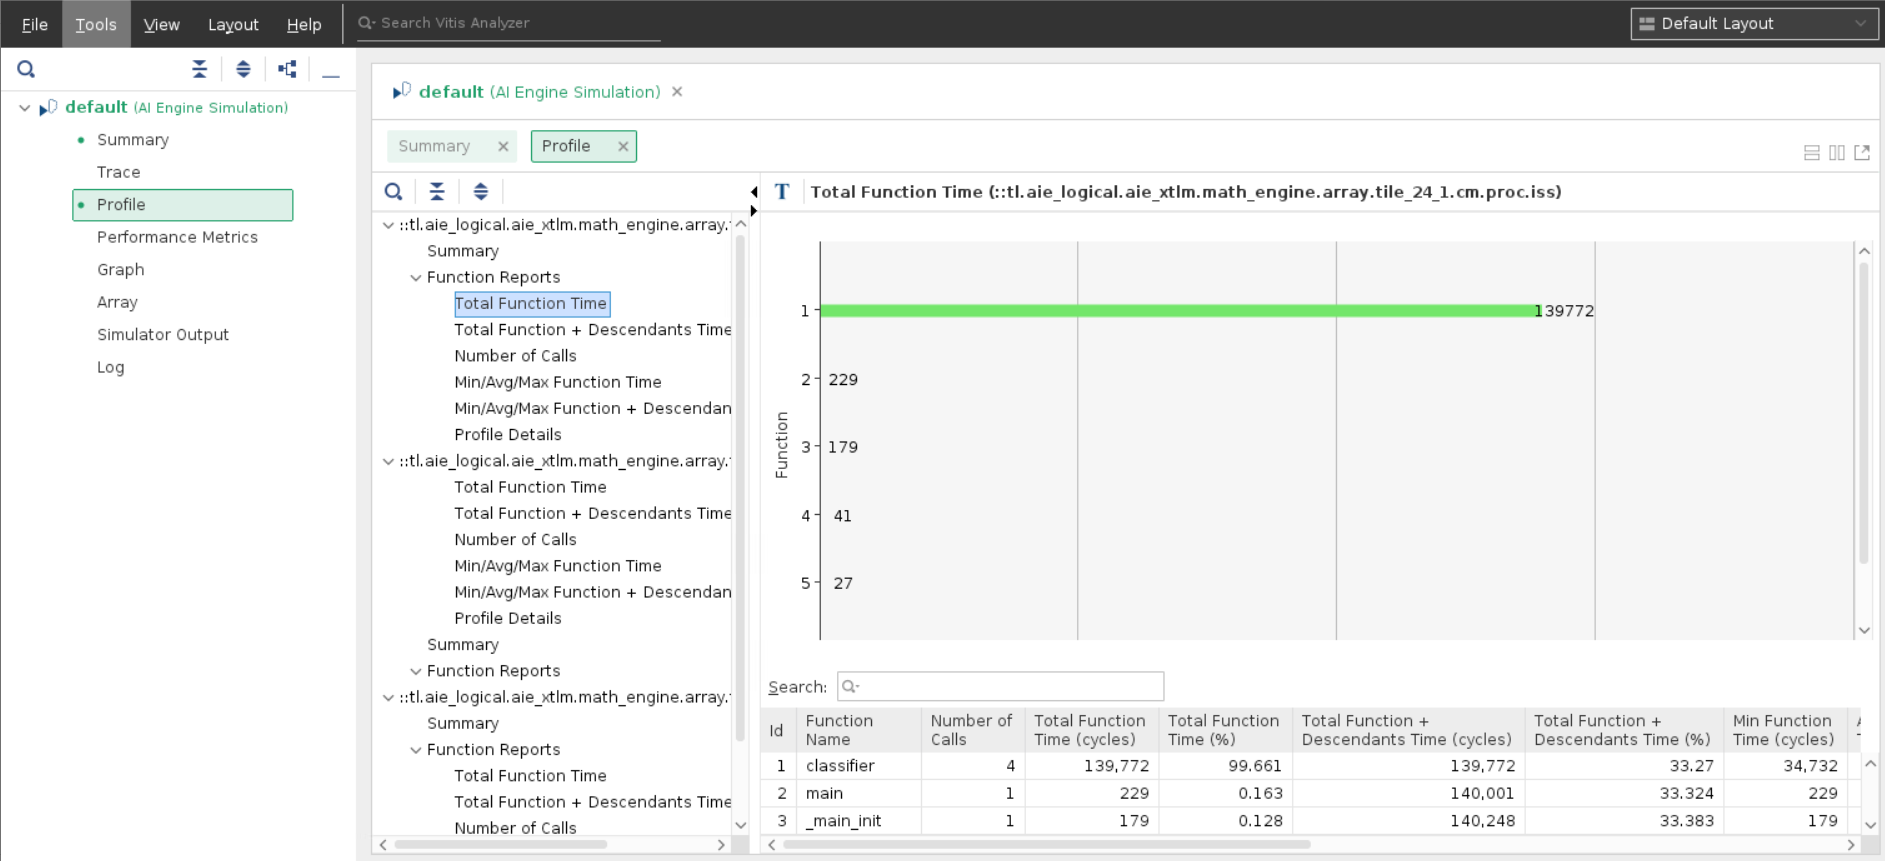 File Tools View Layout Help Search Vitis Analyzer Default Layout
default (AI Engine Simulation)
Summary
Trace
Profile
Performance Metrics
Graph
Array
Simulator Output
Log
default (AI Engine Simulation)
Summary Profile
::tl.aie_logical.aie_xtlm.math_engine.array.
Summary
Function Reports
Total Function Time
Total Function + Descendants Time
Number of Calls
Min/Avg/Max Function Time
Min/Avg/Max Function + Descendan
Profile Details
::tl.aie_logical.aie_xtlm.math_engine.array.
Total Function Time
Total Function + Descendants Time
Number of Calls
Min/Avg/Max Function Time
Min/Avg/Max Function + Descendan
Profile Details
Summary
Function Reports
::tl.aie_logical.aie_xtlm.math_engine.array.
Summary
Function Reports
Total Function Time
Total Function + Descendants Time
Number of Calls
T Total Function Time (::tl.aie_logical.aie_xtlm.math_engine.array.tile_24_1.cm.proc.iss)
Function
1 139772
2 229
3 179
4 41
5 27
Search:
Id Function Name Number of Calls Total Function Time (cycles) Total Function Time (%) Total Function + Descendants Time (cycles) Total Function + Descendants Time (%) Min Function Time (cycles)
1 classifier 4 139,772 99.661 139,772 33.27 34,732
2 main 1 229 0.163 140,001 33.324 229
3 _main_init 1 179 0.128 140,248 33.383 179